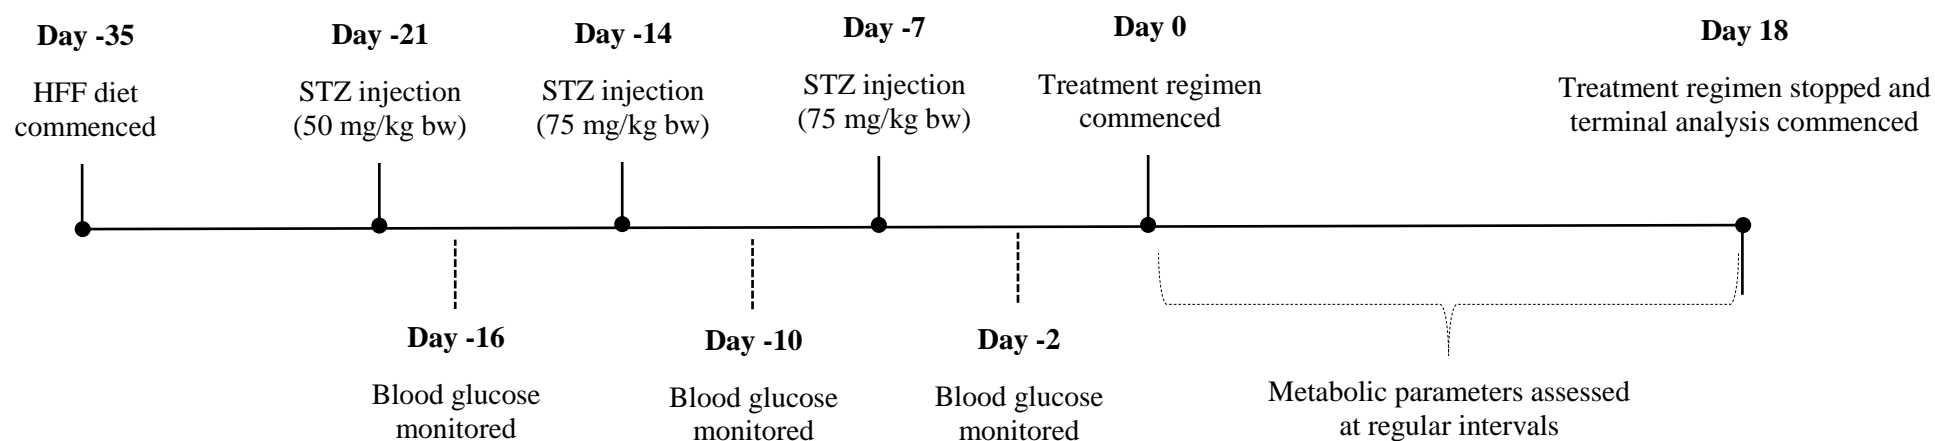 Day -35
HFF diet
commenced
Day -21
STZ injection
(50 mg/kg bw)
Day -14
STZ injection
(75 mg/kg bw)
Day -7
STZ injection
(75 mg/kg bw)
Day 0
Treatment regimen
commenced
Day 18
Treatment regimen stopped and
terminal analysis commenced
Day -16
Blood glucose
monitored
Day -10
Blood glucose
monitored
Day -2
Blood glucose
monitored
Metabolic parameters assessed
at regular intervals